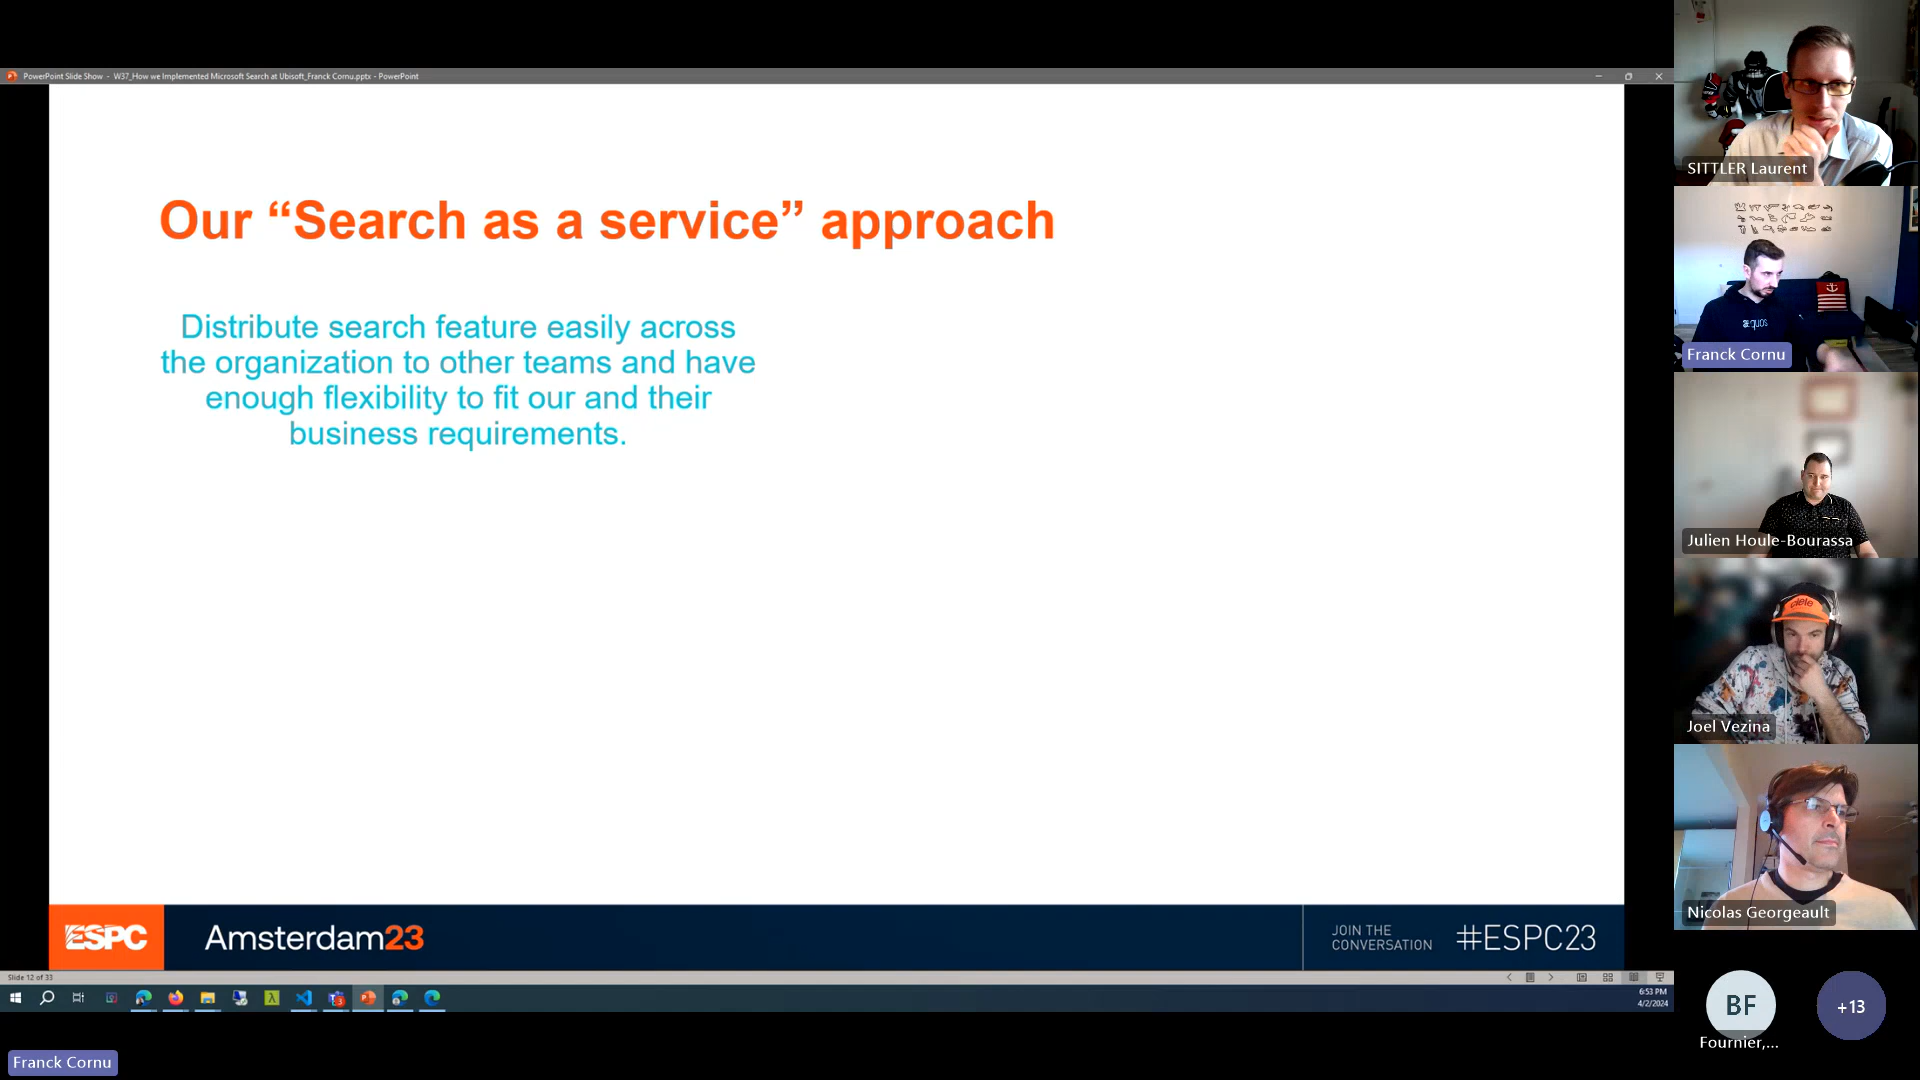 PowerPoint Slide Show - W37_How we Implemented Microsoft Search at Ubisoft_Franck Cornu.pptx - PowerPoint
Our “Search as a service” approach
Distribute search feature easily across
the organization to other teams and have
enough flexibility to fit our and their
business requirements.
ESPC
Amsterdam23
JOIN THE
CONVERSATION
#ESPC23
Slide 12 of 33
6:53 PM
4/2/2024
Franck Cornu
SITTLER Laurent
Franck Cornu
Julien Houle-Bourassa
ciele
Joel Vezina
Nicolas Georgeault
BF
Fournier,...
+13